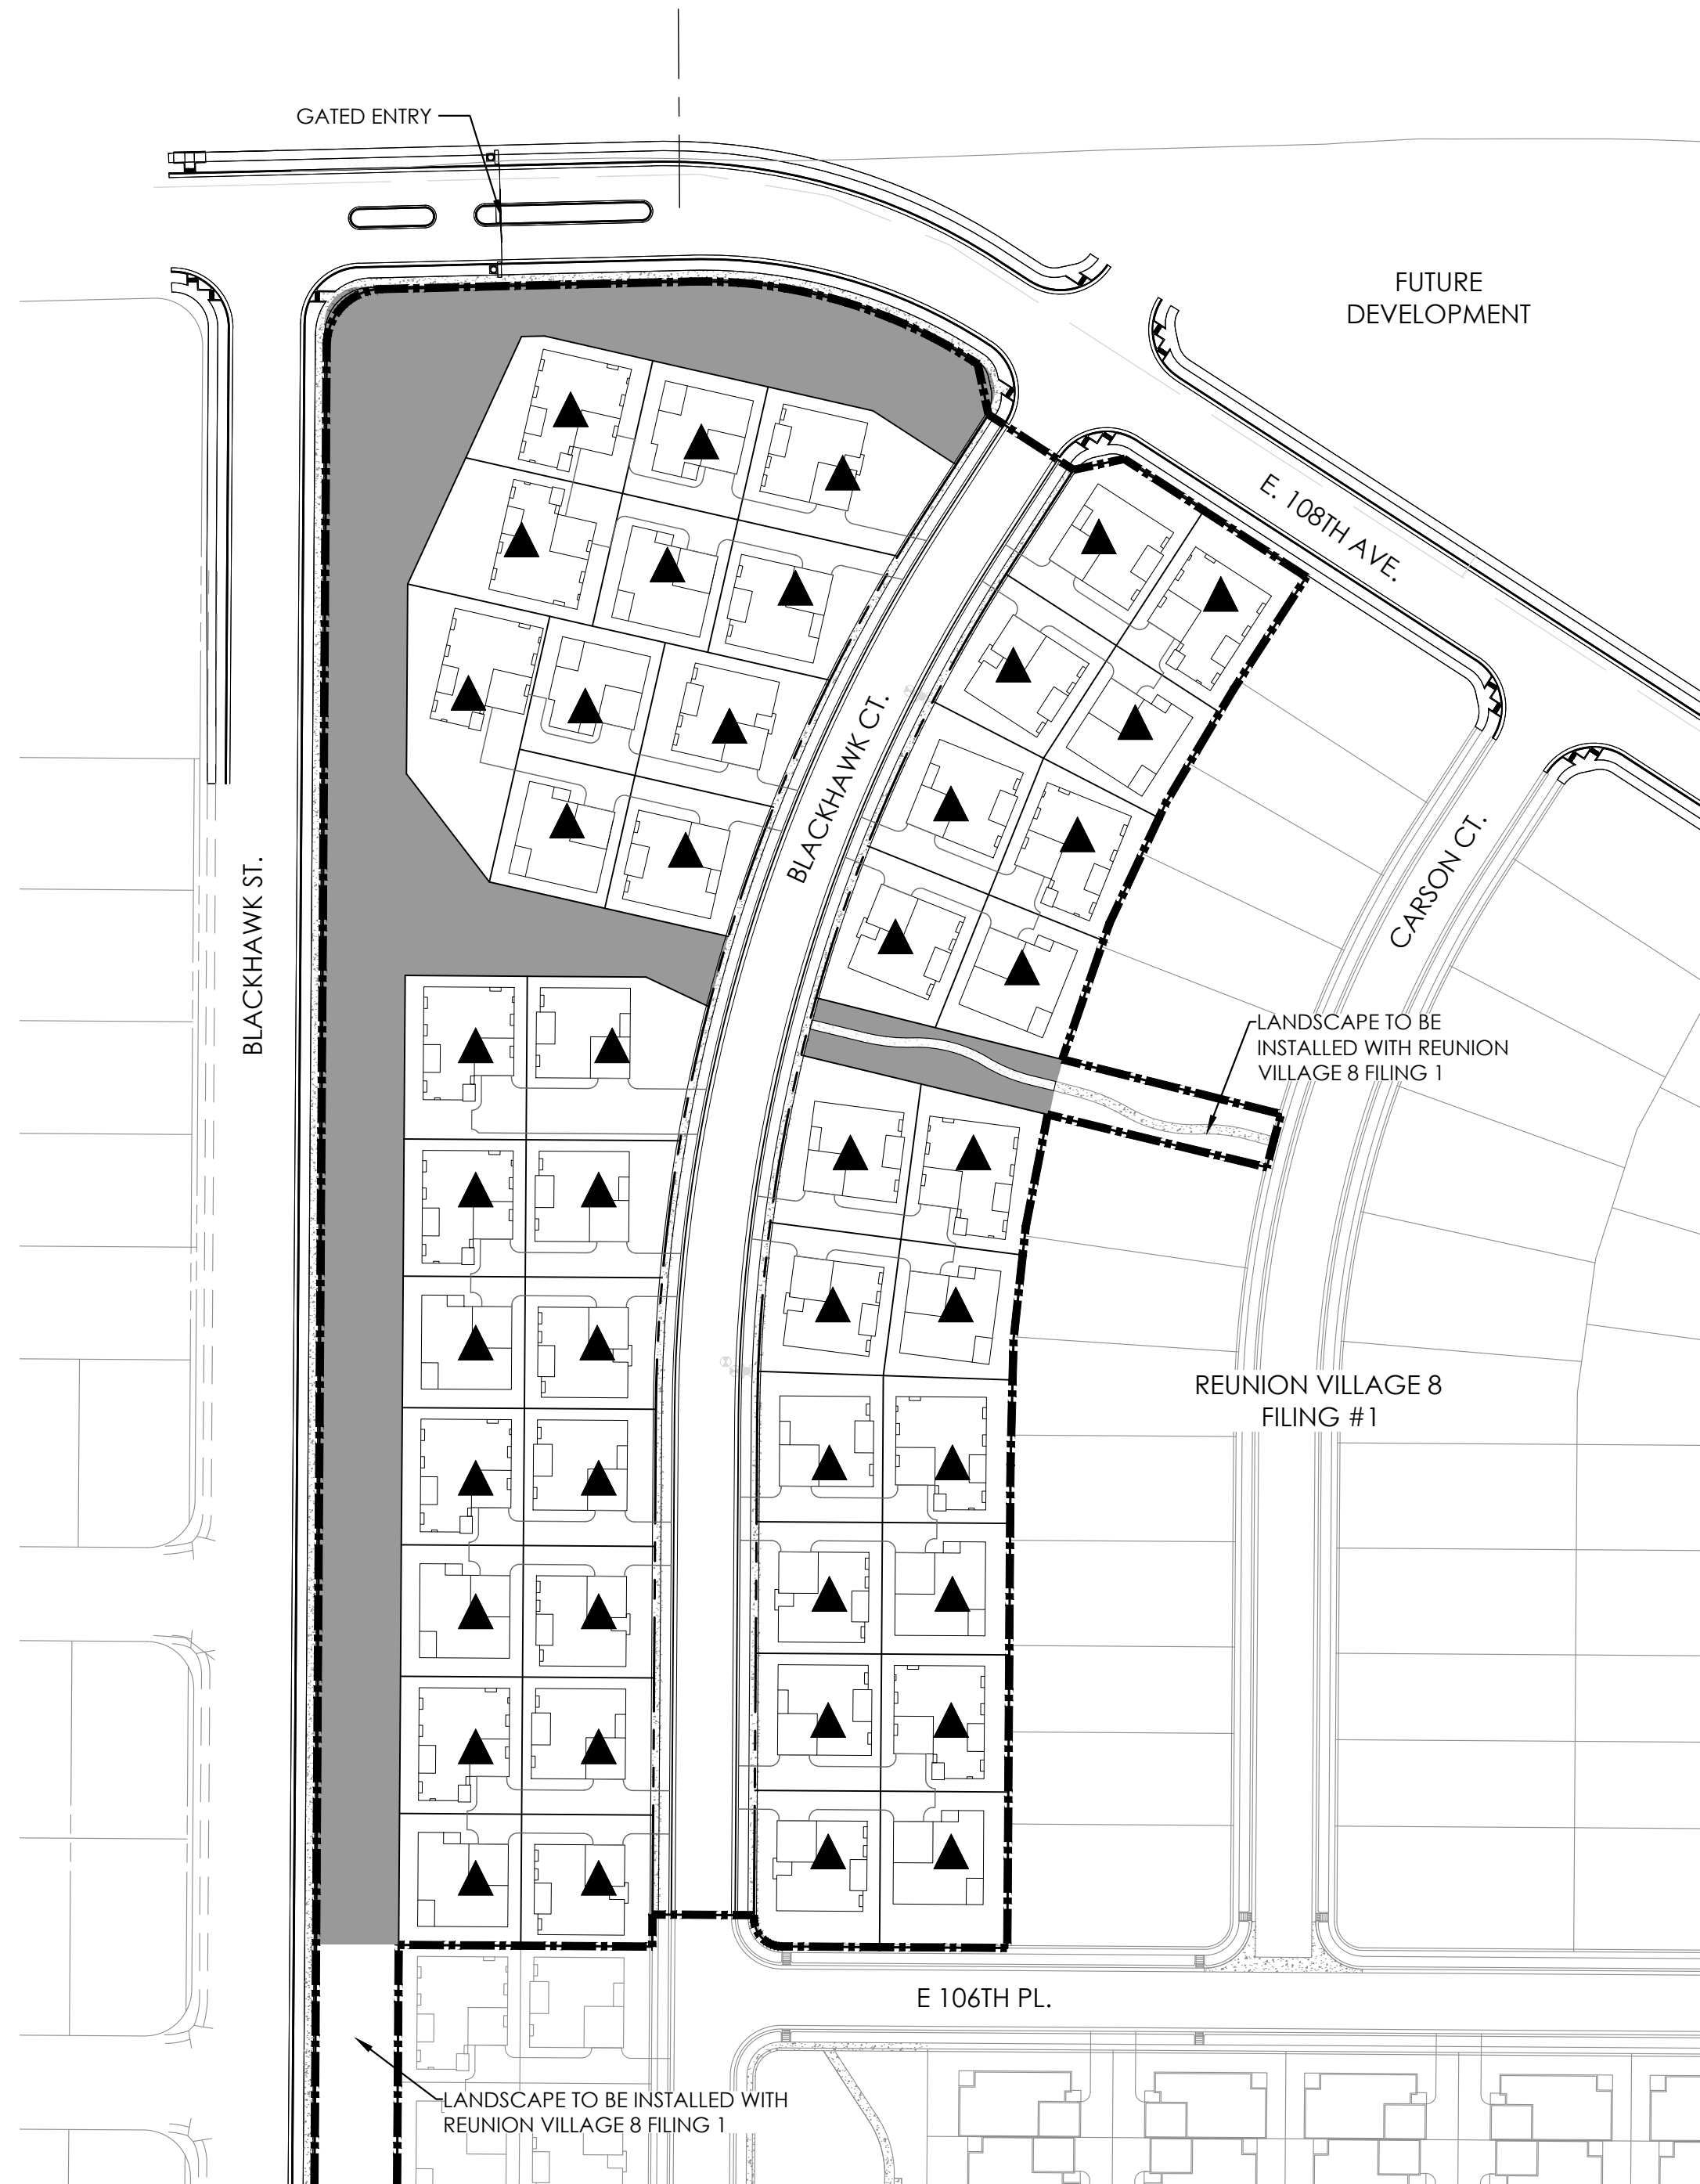 GATED ENTRY
FUTURE
DEVELOPMENT
E. 108TH AVE.
BLACKHAWK CT.
CARSON CT.
BLACKHAWK ST.
LANDSCAPE TO BE
INSTALLED WITH REUNION
VILLAGE 8 FILING 1
REUNION VILLAGE 8
FILING #1
E 106TH PL.
LANDSCAPE TO BE INSTALLED WITH
REUNION VILLAGE 8 FILING 1